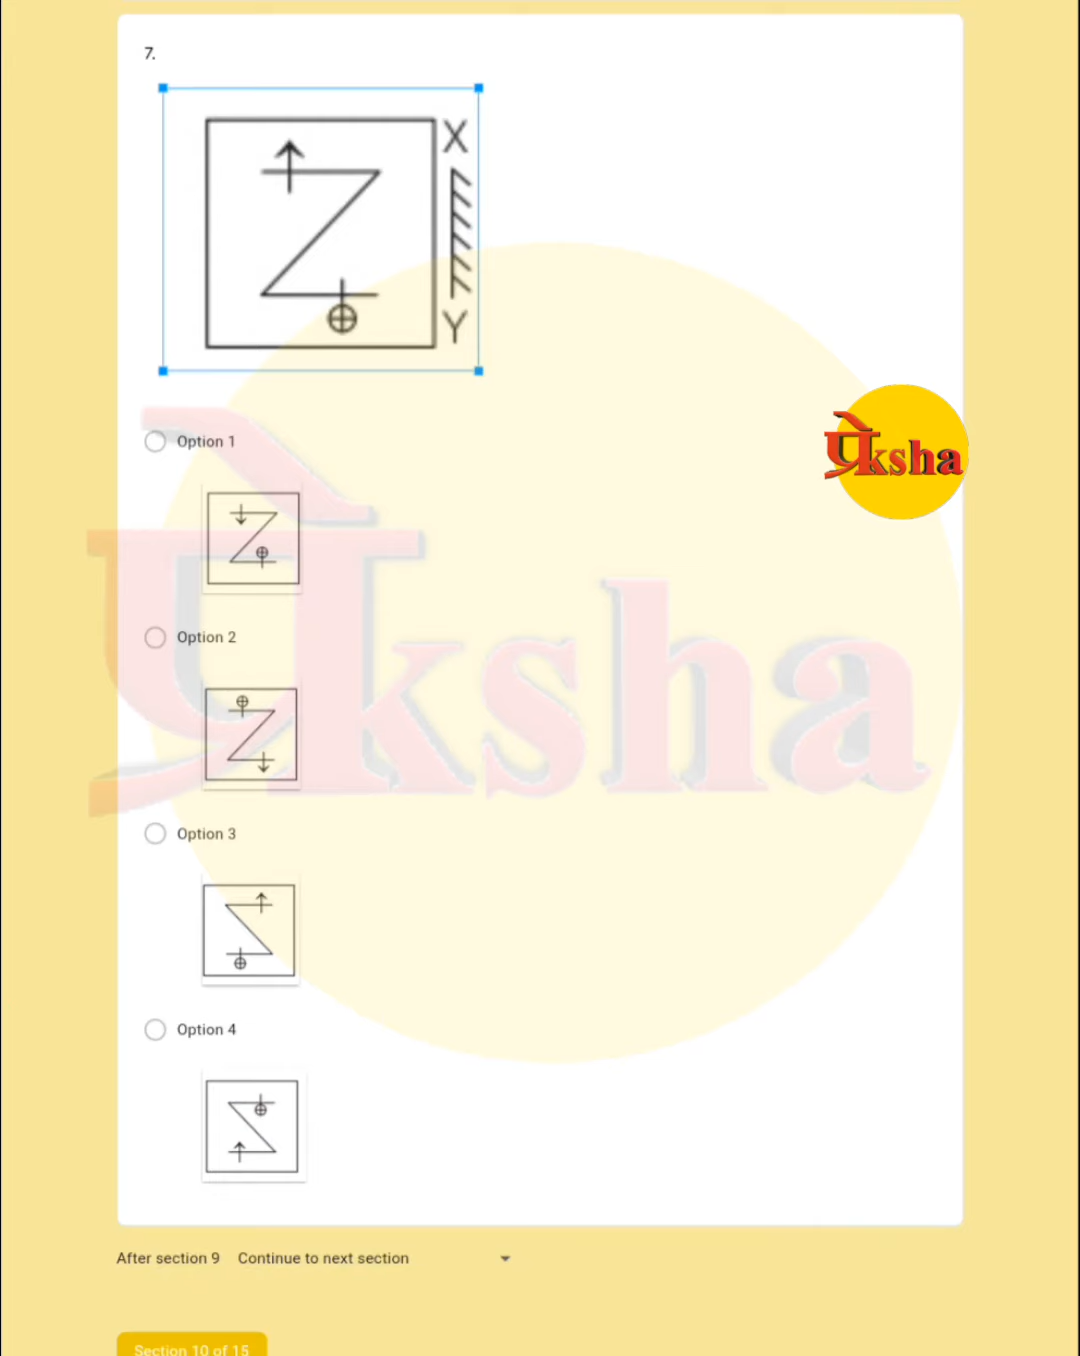 7.
X
Y
Option 1
प्रेksha
Option 2
Option 3
Option 4
प्रेksha
After section 9 Continue to next section
Section 10 of 15